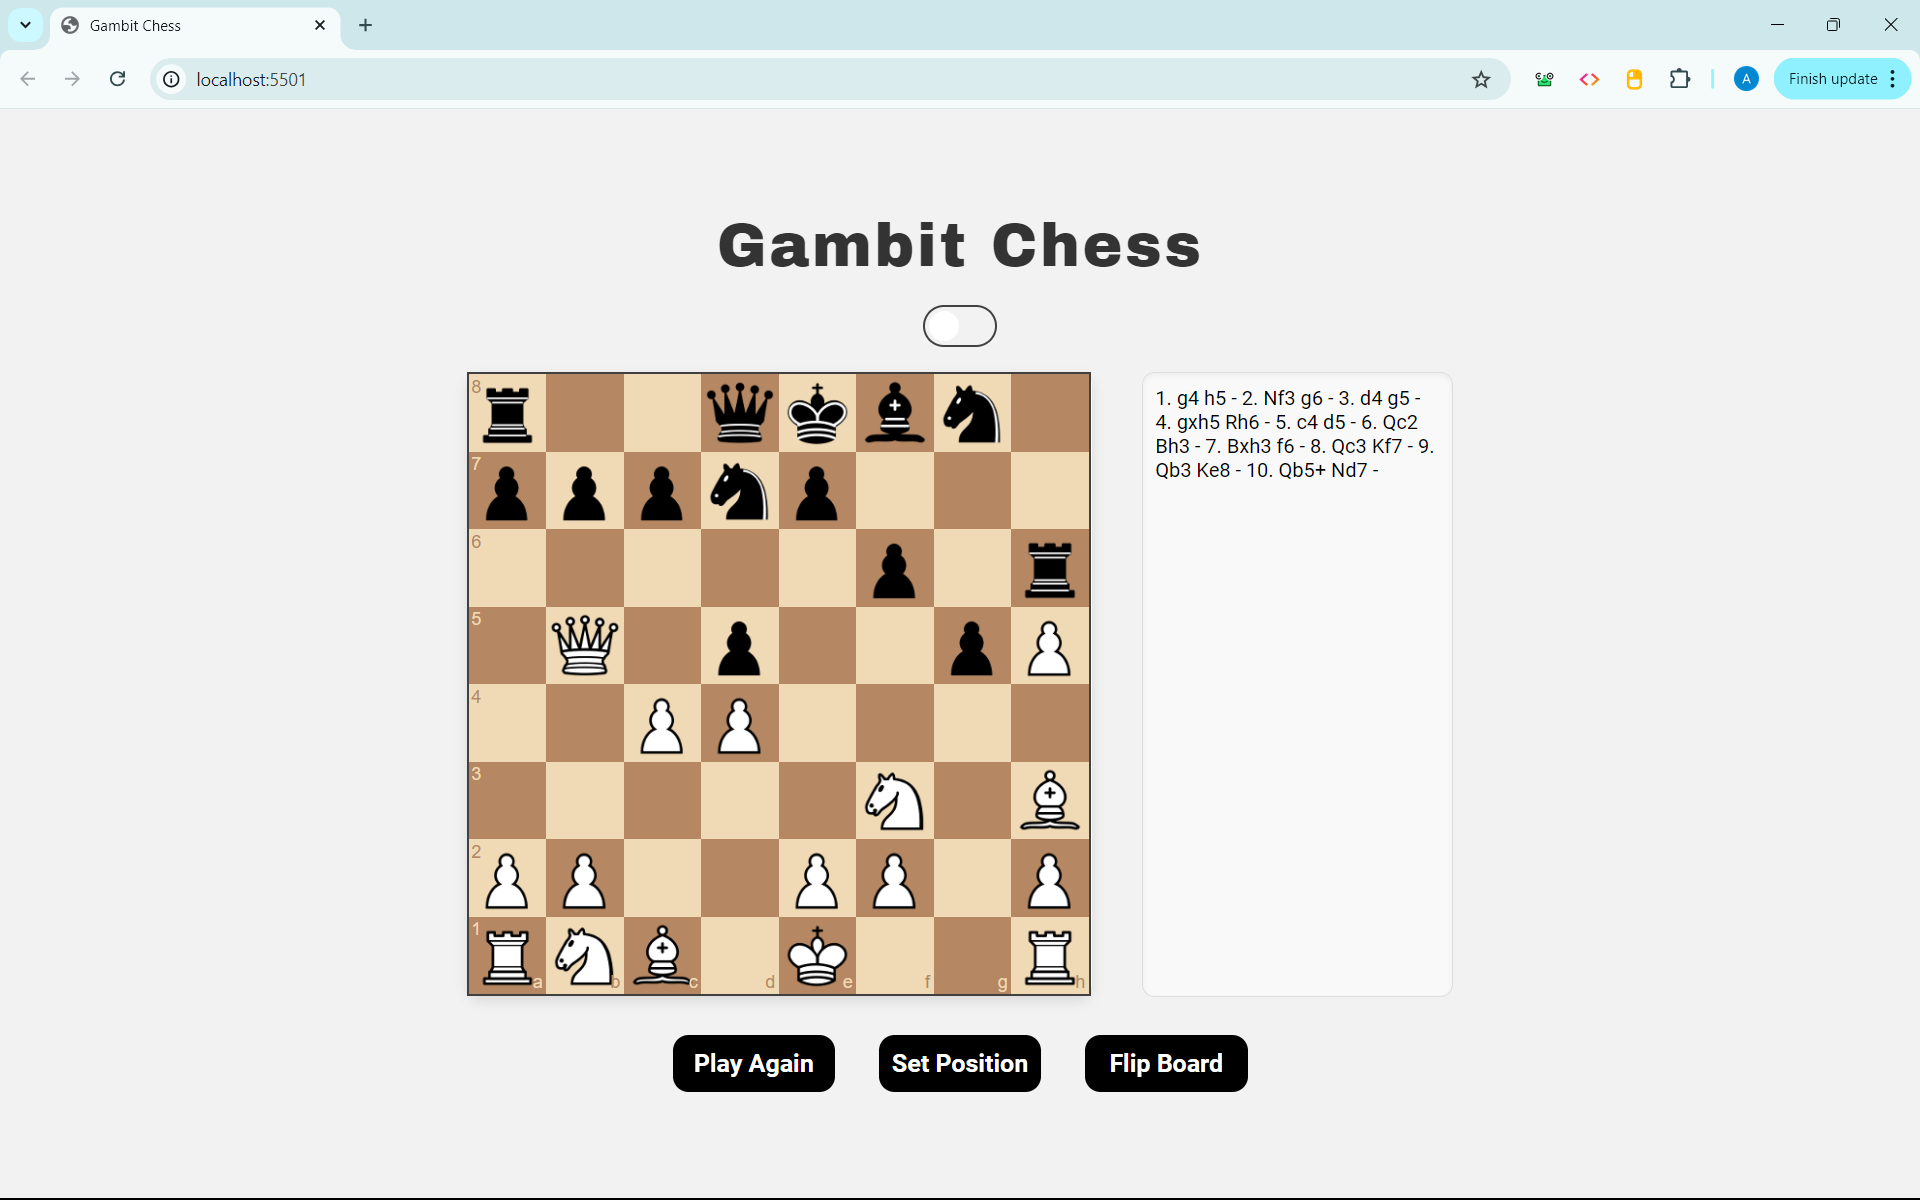 Gambit Chess
localhost:5501
A
Finish update
Gambit Chess
8
7
6
5
4
3
2
1
a
b
c
d
e
f
g
h
1. g4 h5 - 2. Nf3 g6 - 3. d4 g5 -
4. gxh5 Rh6 - 5. c4 d5 - 6. Qc2
Bh3 - 7. Bxh3 f6 - 8. Qc3 Kf7 - 9.
Qb3 Ke8 - 10. Qb5+ Nd7 -
Play Again
Set Position
Flip Board